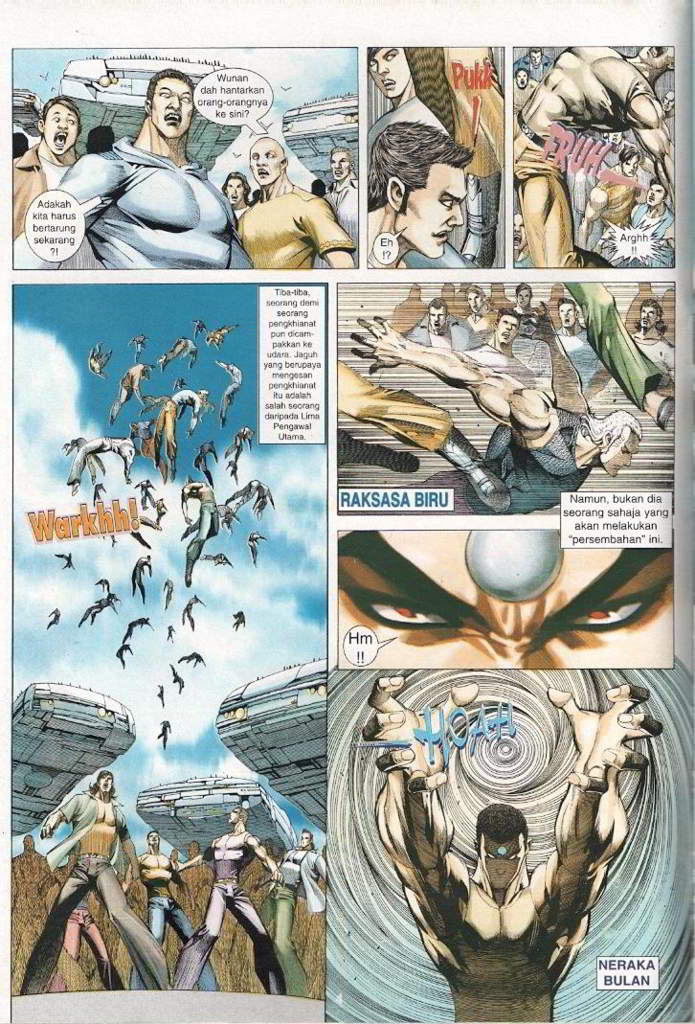 Wunan
dah hantarkan
orang-orangnya
ke sini?
Adakah
kita harus
bertarung
sekarang
?!
Pukk
!
Eh
!?
FRUH
Arghh
!!
Tiba-tiba,
seorang demi
seorang
pengkhianat
pun dicam-
pakkan ke
udara. Jaguh
yang berupaya
mengesan
pengkhianat
itu adalah
salah seorang
daripada Lima
Pengawal
Utama.
Warkhh!
RAKSASA BIRU
Namun, bukan dia
seorang sahaja yang
akan melakukan
"persembahan" ini.
Hm
!!
HOAH
NERAKA
BULAN